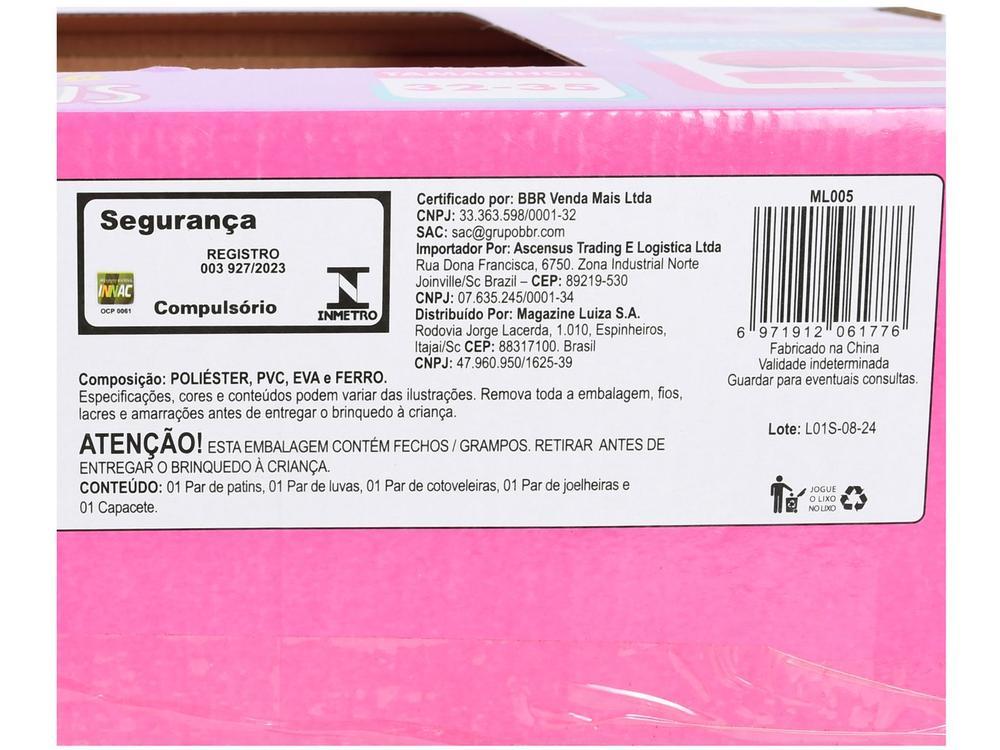 TAMANHO:
32-35
Segurança
REGISTRO
003 927/2023
INNAC
OCP 0061
Compulsório
INMETRO
Certificado por: BBR Venda Mais Ltda
CNPJ: 33.363.598/0001-32
SAC: sac@grupobbr.com
Importador Por: Ascensus Trading E Logistica Ltda
Rua Dona Francisca, 6750. Zona Industrial Norte
Joinville/Sc Brazil – CEP: 89219-530
CNPJ: 07.635.245/0001-34
Distribuído Por: Magazine Luiza S.A.
Rodovia Jorge Lacerda, 1.010, Espinheiros,
Itajai/Sc CEP: 88317100. Brasil
CNPJ: 47.960.950/1625-39
ML005
6 971912 061776
Fabricado na China
Validade indeterminada
Guardar para eventuais consultas.
Composição: POLIÉSTER, PVC, EVA e FERRO.
Especificações, cores e conteúdos podem variar das ilustrações. Remova toda a embalagem, fios,
lacres e amarrações antes de entregar o brinquedo à criança.
ATENÇÃO! ESTA EMBALAGEM CONTÉM FECHOS / GRAMPOS. RETIRAR ANTES DE
ENTREGAR O BRINQUEDO À CRIANÇA.
CONTEÚDO: 01 Par de patins, 01 Par de luvas, 01 Par de cotoveleiras, 01 Par de joelheiras e
01 Capacete.
Lote: L01S-08-24
JOGUE
O LIXO
NO LIXO